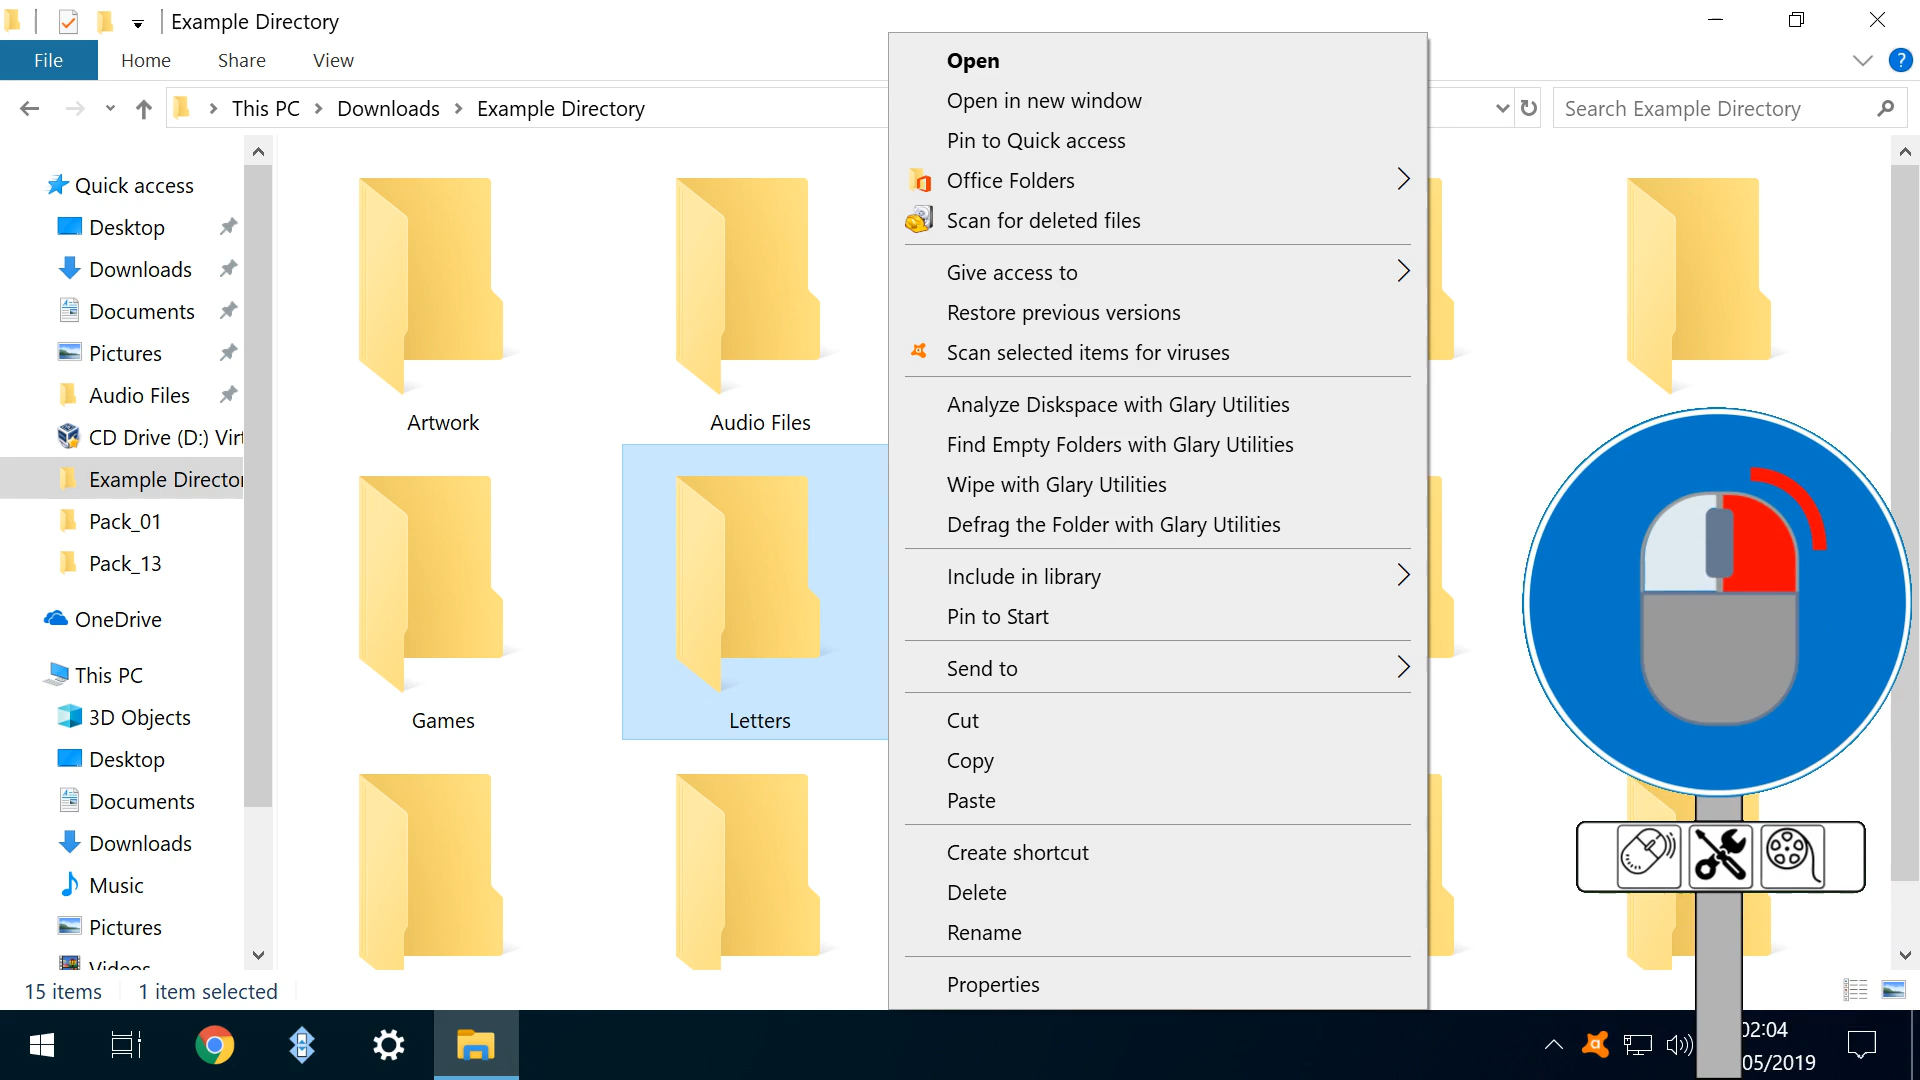 Example Directory
File
Home
Share
View
?
This PC
Downloads
Example Directory
Search Example Directory
Quick access
Desktop
Downloads
Documents
Pictures
Audio Files
CD Drive (D:) Virt
Example Director
Pack_01
Pack_13
OneDrive
This PC
3D Objects
Desktop
Documents
Downloads
Music
Pictures
Videos
Artwork
Audio Files
Games
Letters
Open
Open in new window
Pin to Quick access
Office Folders
Scan for deleted files
Give access to
Restore previous versions
Scan selected items for viruses
Analyze Diskspace with Glary Utilities
Find Empty Folders with Glary Utilities
Wipe with Glary Utilities
Defrag the Folder with Glary Utilities
Include in library
Pin to Start
Send to
Cut
Copy
Paste
Create shortcut
Delete
Rename
Properties
15 items
1 item selected
02:04
05/2019